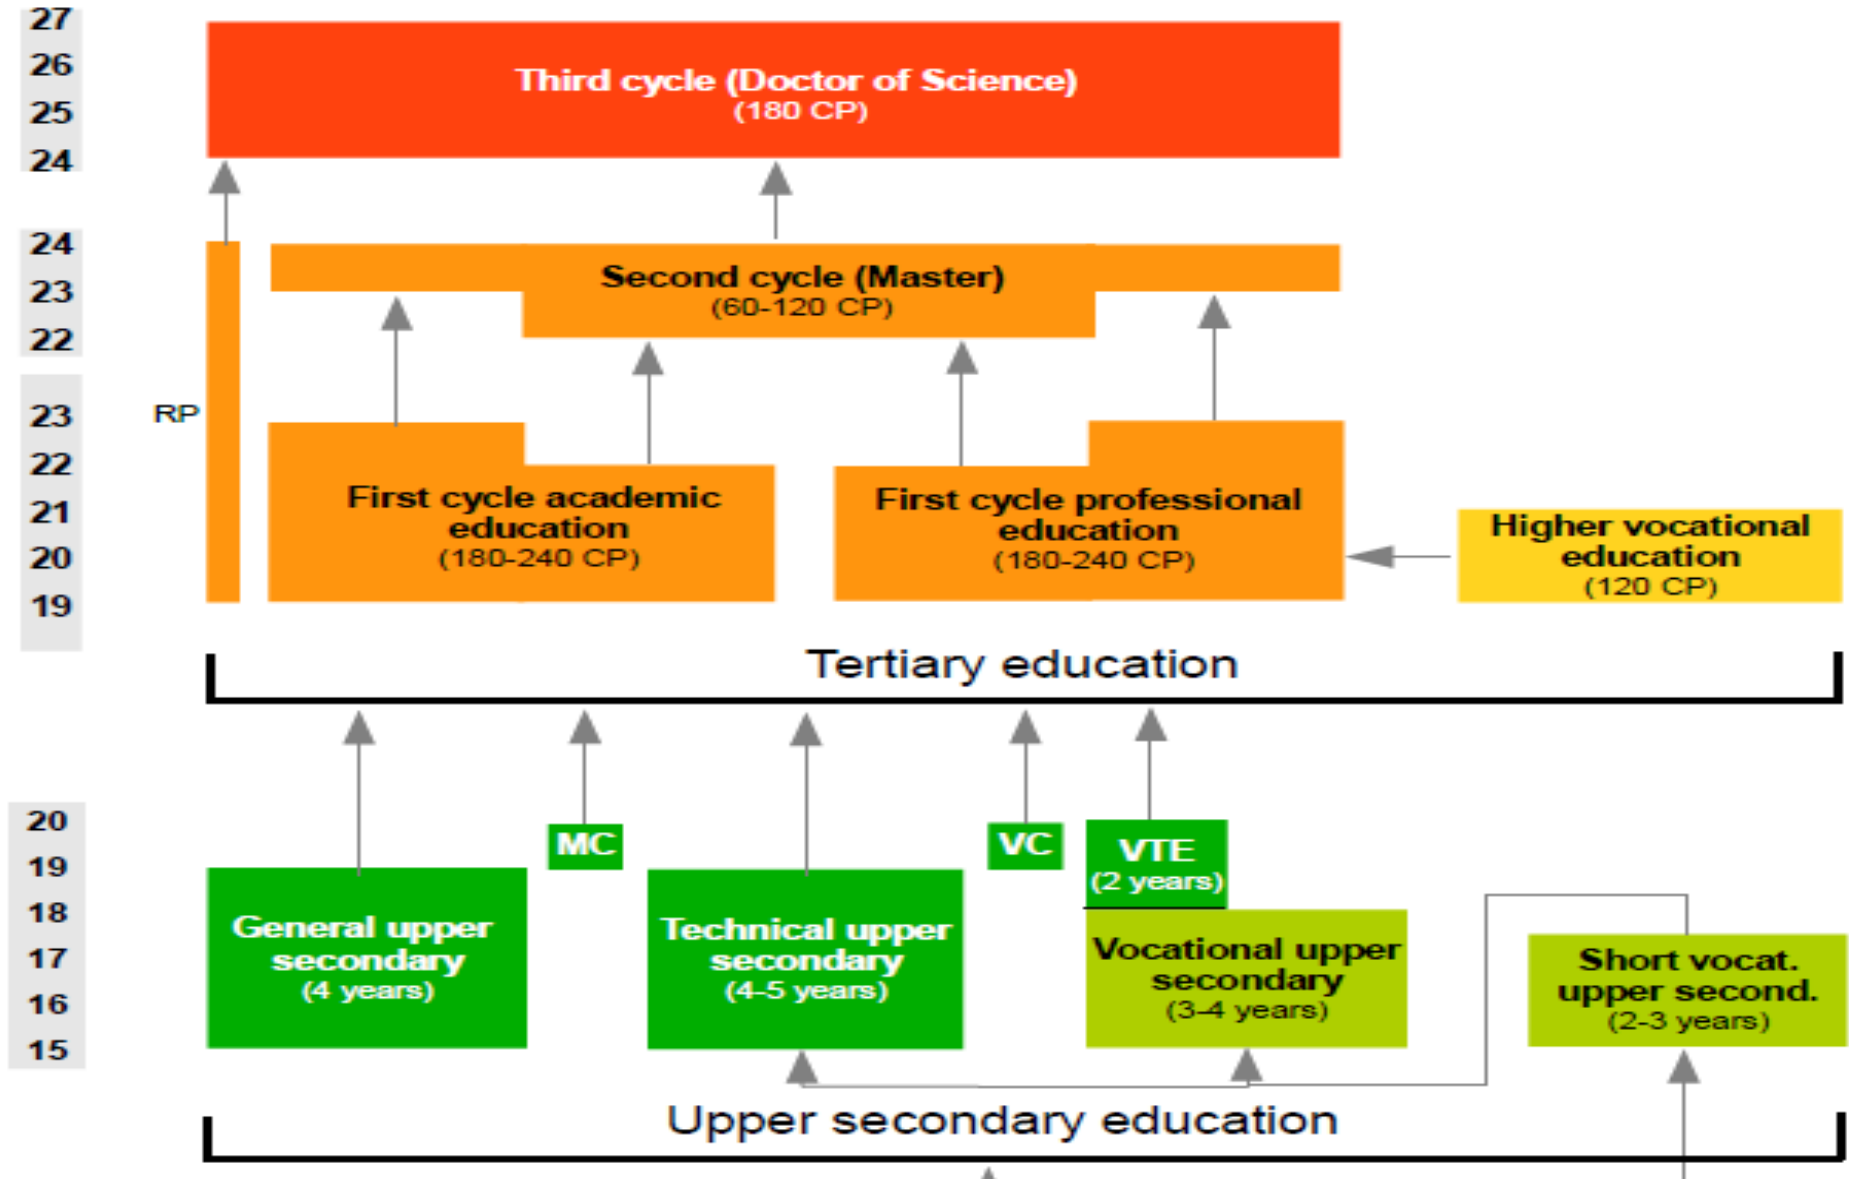 27
26
25
24
Third cycle (Doctor of Science)
(180 CP)
24
23
22
Second cycle (Master)
(60-120 CP)
23
22
21
20
19
RP
First cycle academic
education
(180-240 CP)
First cycle professional
education
(180-240 CP)
Higher vocational
education
(120 CP)
Tertiary education
20
19
18
17
16
15
MC
VC
VTE
(2 years)
General upper
secondary
(4 years)
Technical upper
secondary
(4-5 years)
Vocational upper
secondary
(3-4 years)
Short vocat.
upper second.
(2-3 years)
Upper secondary education